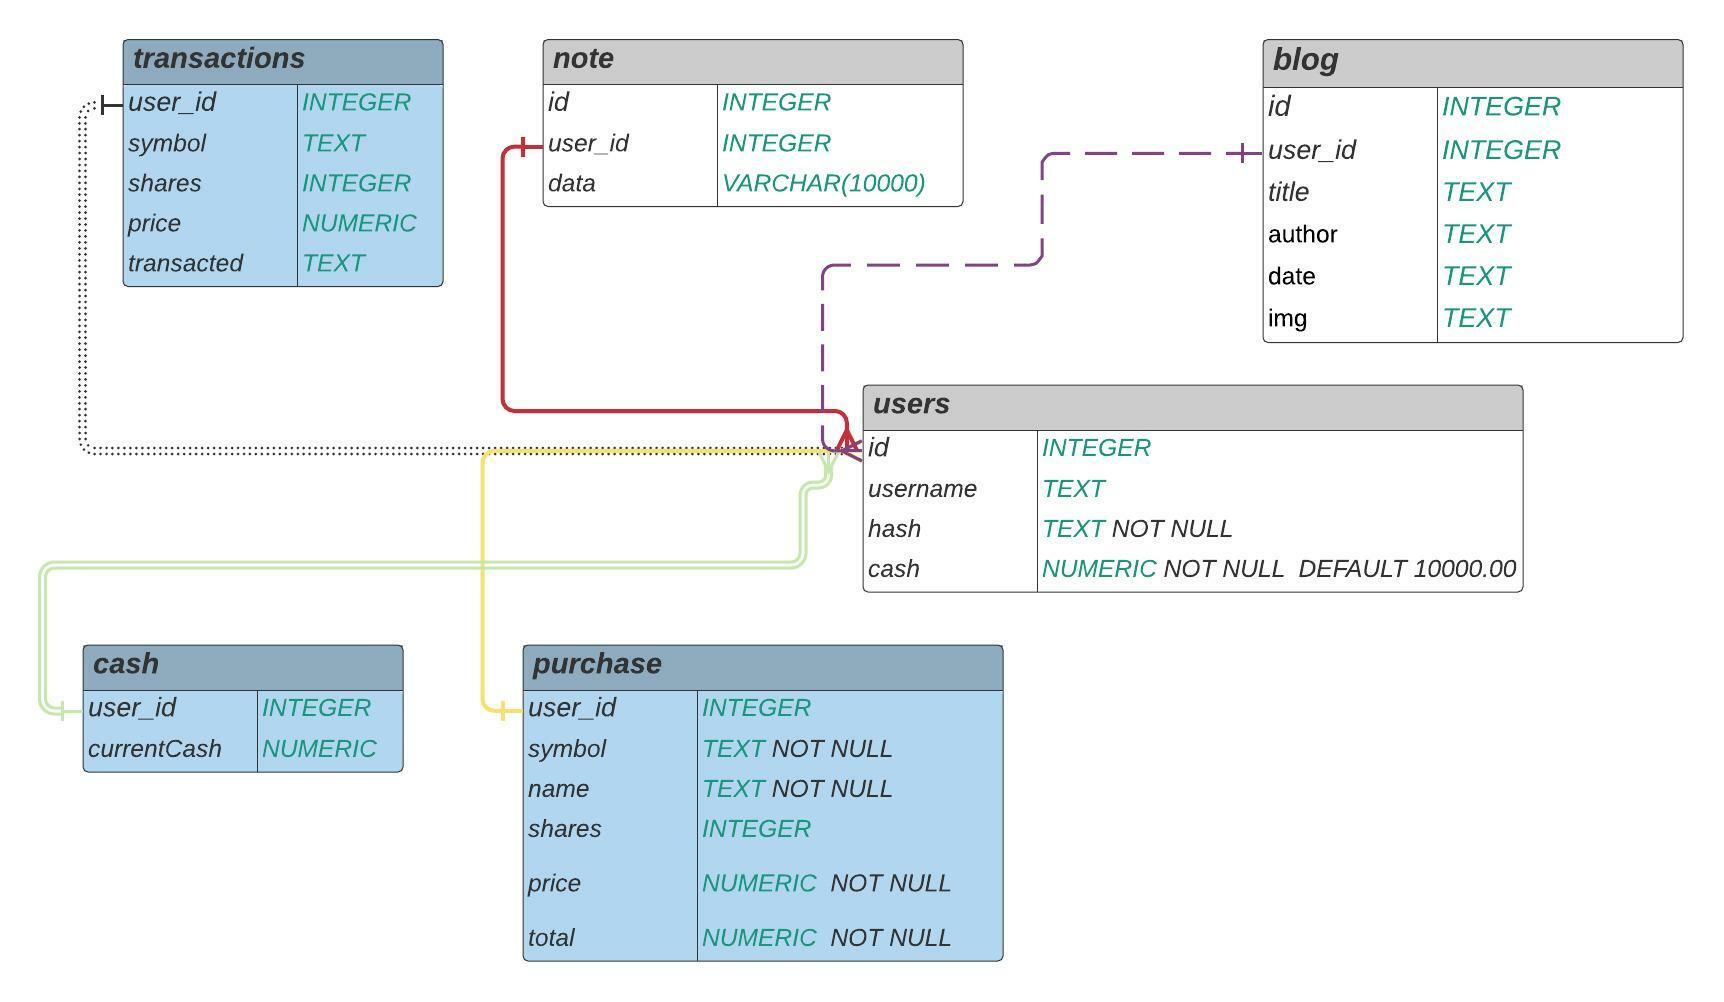 transactions
user_id INTEGER
symbol TEXT
shares INTEGER
price NUMERIC
transacted TEXT
note
id INTEGER
user_id INTEGER
data VARCHAR(10000)
blog
id INTEGER
user_id INTEGER
title TEXT
author TEXT
date TEXT
img TEXT
users
id INTEGER
username TEXT
hash TEXT NOT NULL
cash NUMERIC NOT NULL DEFAULT 10000.00
cash
user_id INTEGER
currentCash NUMERIC
purchase
user_id INTEGER
symbol TEXT NOT NULL
name TEXT NOT NULL
shares INTEGER
price NUMERIC NOT NULL
total NUMERIC NOT NULL